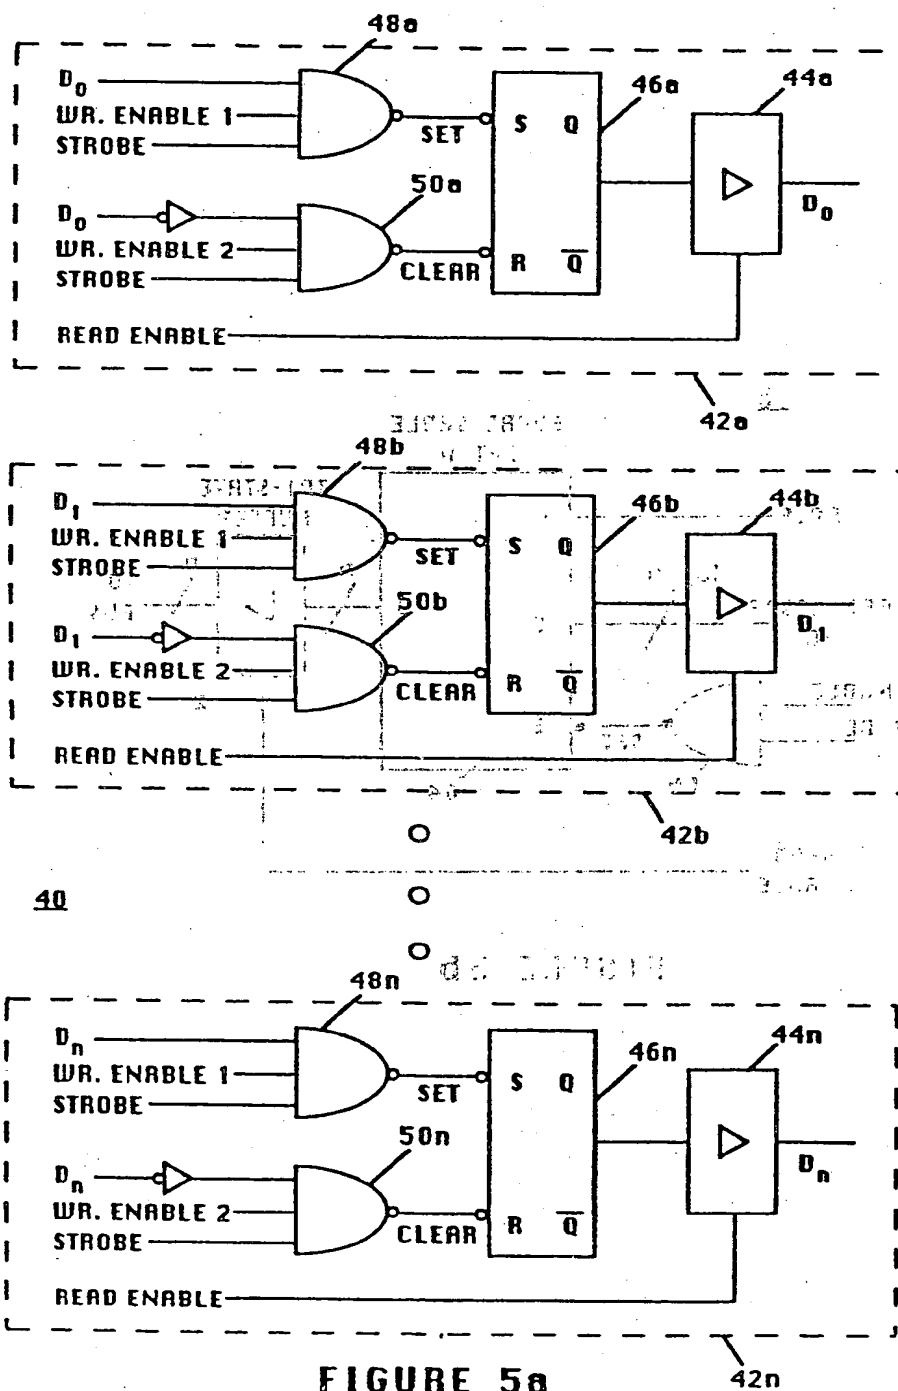 48a
D0
WR. ENABLE 1
STROBE
SET
S Q
46a
44a
D0
50a
D0
WR. ENABLE 2
STROBE
CLEAR
R Q̅
READ ENABLE
42a
48b
D1
WR. ENABLE 1
STROBE
SET
S Q
46b
44b
D1
50b
D1
WR. ENABLE 2
STROBE
CLEAR
R Q̅
READ ENABLE
42b
40
48n
Dn
WR. ENABLE 1
STROBE
SET
S Q
46n
44n
Dn
50n
Dn
WR. ENABLE 2
STROBE
CLEAR
R Q̅
READ ENABLE
42n
FIGURE 5a